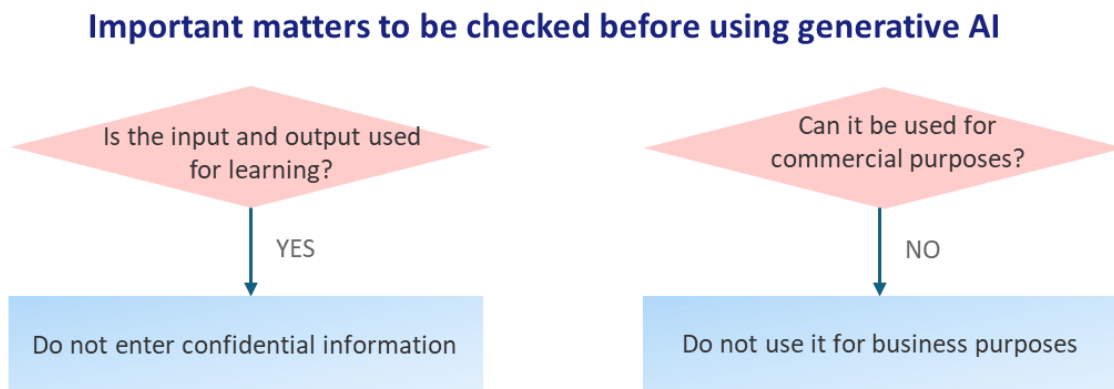 Important matters to be checked before using generative AI
Is the input and output used
for learning?
Can it be used for
commercial purposes?
YES
NO
Do not enter confidential information
Do not use it for business purposes